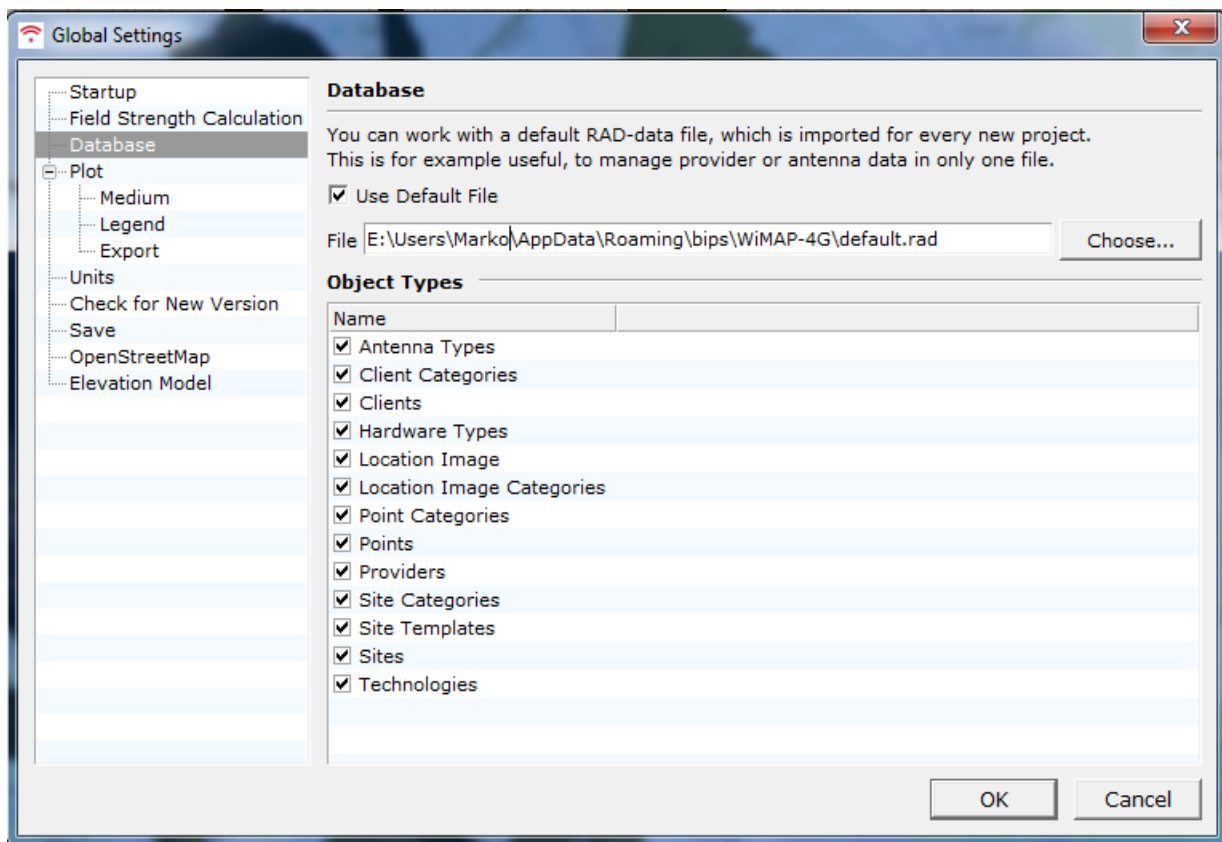 Global Settings
X
Startup
Field Strength Calculation
Database
Plot
Medium
Legend
Export
Units
Check for New Version
Save
OpenStreetMap
Elevation Model
Database
You can work with a default RAD-data file, which is imported for every new project.
This is for example useful, to manage provider or antenna data in only one file.
Use Default File
File E:\Users\Marko\AppData\Roaming\bips\WiMAP-4G\default.rad Choose...
Object Types
Name
Antenna Types
Client Categories
Clients
Hardware Types
Location Image
Location Image Categories
Point Categories
Points
Providers
Site Categories
Site Templates
Sites
Technologies
OK Cancel